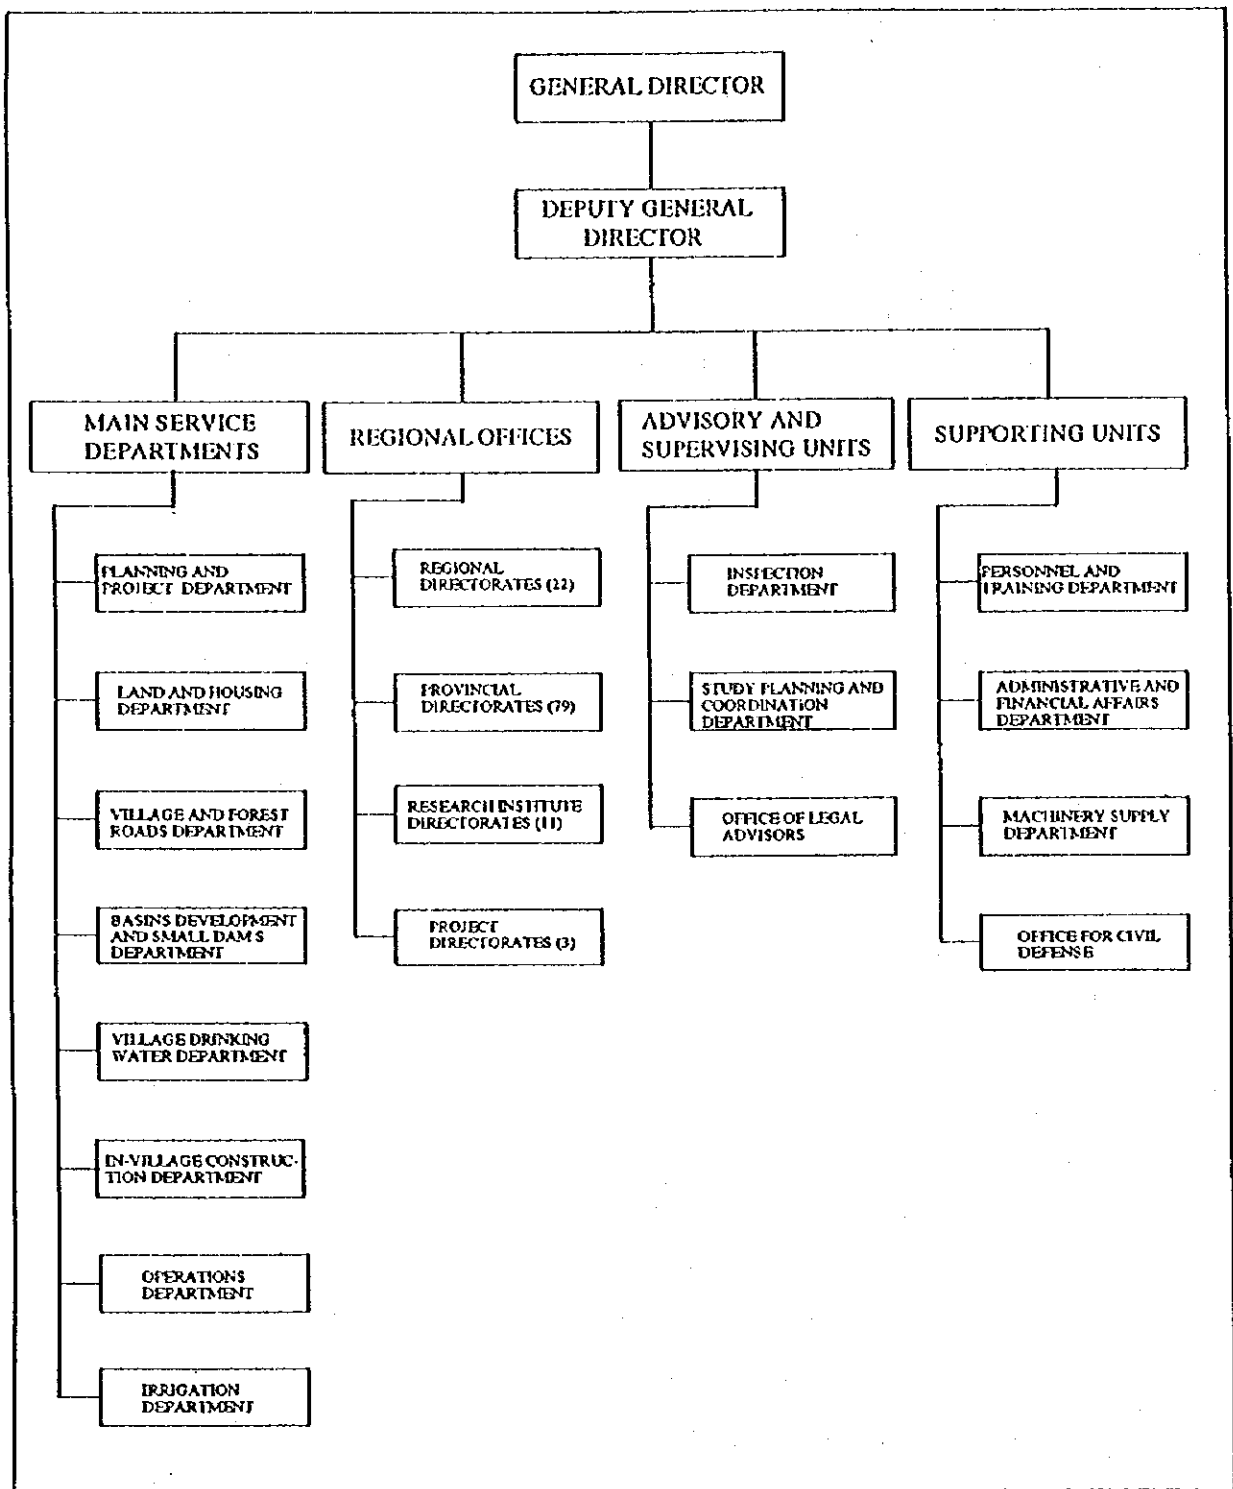 GENERAL DIRECTOR
DEPUTY GENERAL
DIRECTOR
MAIN SERVICE
DEPARTMENTS
REGIONAL OFFICES
ADVISORY AND
SUPERVISING UNITS
SUPPORTING UNITS
PLANNING AND
PROJECT DEPARTMENT
LAND AND HOUSING
DEPARTMENT
VILLAGE AND FOREST
ROADS DEPARTMENT
BASINS DEVELOPMENT
AND SMALL DAMS
DEPARTMENT
VILLAGE DRINKING
WATER DEPARTMENT
IN-VILLAGE CONSTRUC-
TION DEPARTMENT
OPERATIONS
DEPARTMENT
IRRIGATION
DEPARTMENT
REGIONAL
DIRECTORATES (22)
PROVINCIAL
DIRECTORATES (79)
RESEARCH INSTITUTE
DIRECTORATES (11)
PROJECT
DIRECTORATES (3)
INSPECTION
DEPARTMENT
STUDY PLANNING AND
COORDINATION
DEPARTMENT
OFFICE OF LEGAL
ADVISORS
PERSONNEL AND
TRAINING DEPARTMENT
ADMINISTRATIVE AND
FINANCIAL AFFAIRS
DEPARTMENT
MACHINERY SUPPLY
DEPARTMENT
OFFICE FOR CIVIL
DEFENSE